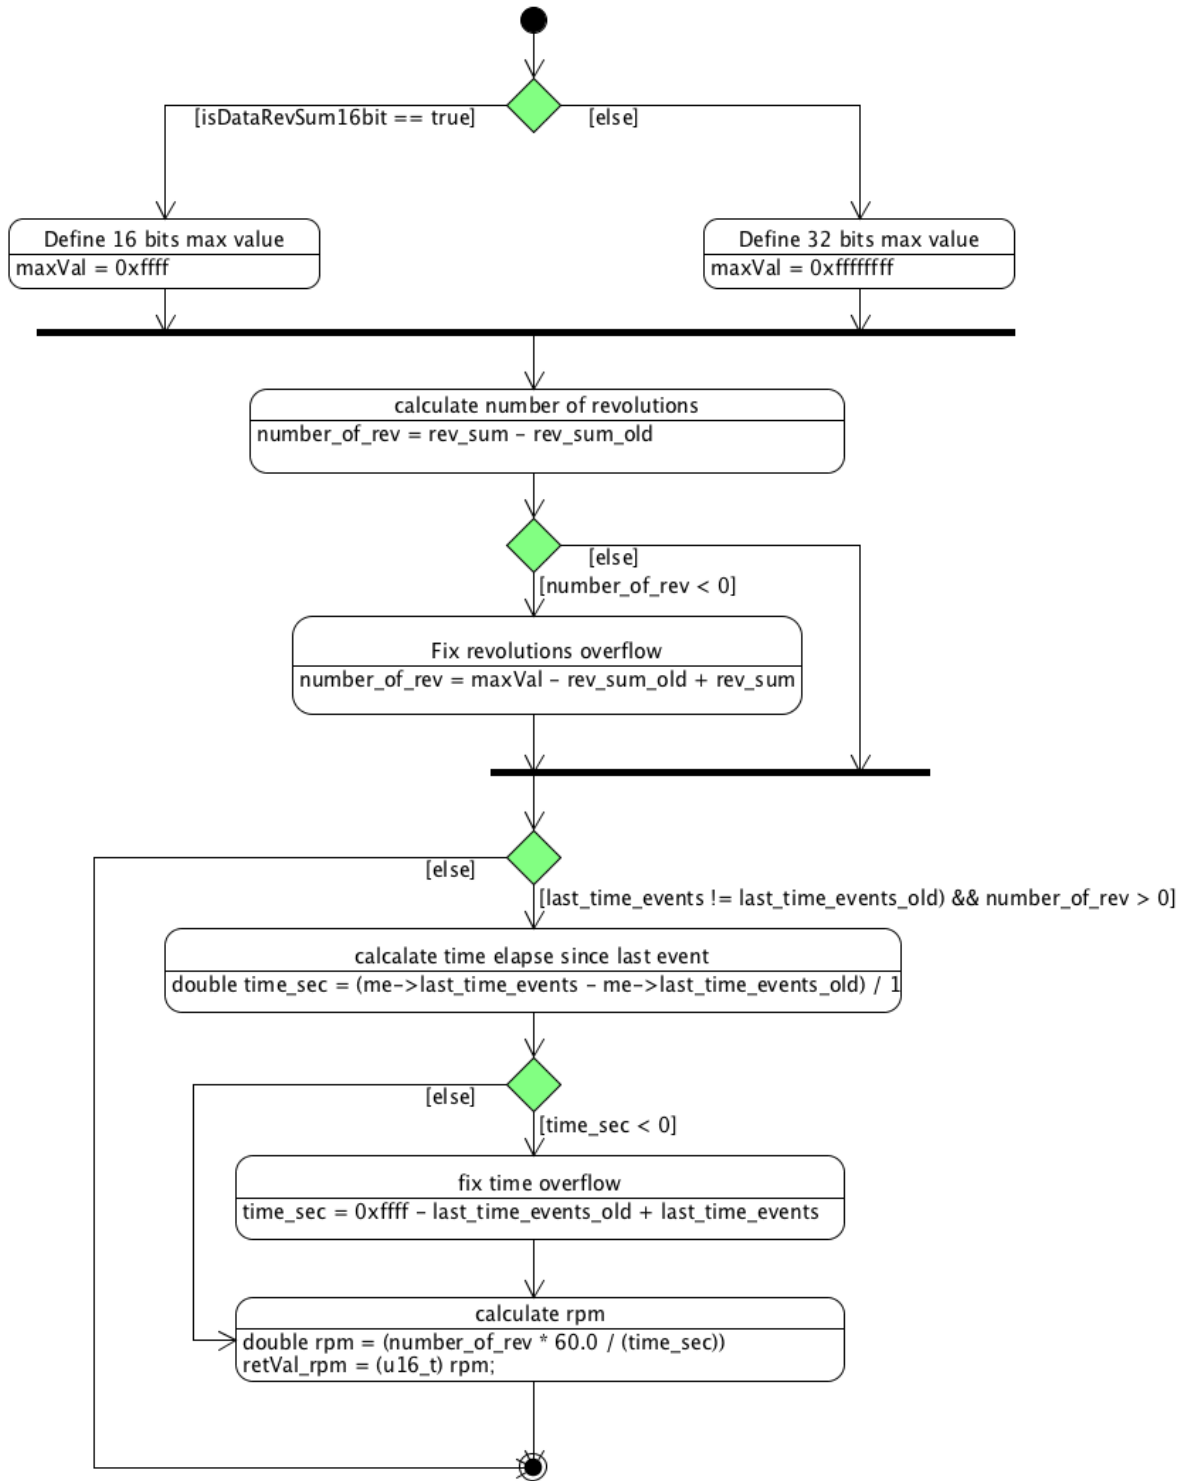 [isDataRevSum16bit == true]
[else]
Define 16 bits max value
maxVal = 0xffff
Define 32 bits max value
maxVal = 0xffffffff
calculate number of revolutions
number_of_rev = rev_sum - rev_sum_old
[else]
[number_of_rev < 0]
Fix revolutions overflow
number_of_rev = maxVal - rev_sum_old + rev_sum
[else]
[last_time_events != last_time_events_old) && number_of_rev > 0]
calcalate time elapse since last event
double time_sec = (me->last_time_events - me->last_time_events_old) / 1
[else]
[time_sec < 0]
fix time overflow
time_sec = 0xffff - last_time_events_old + last_time_events
calculate rpm
double rpm = (number_of_rev * 60.0 / (time_sec))
retVal_rpm = (u16_t) rpm;